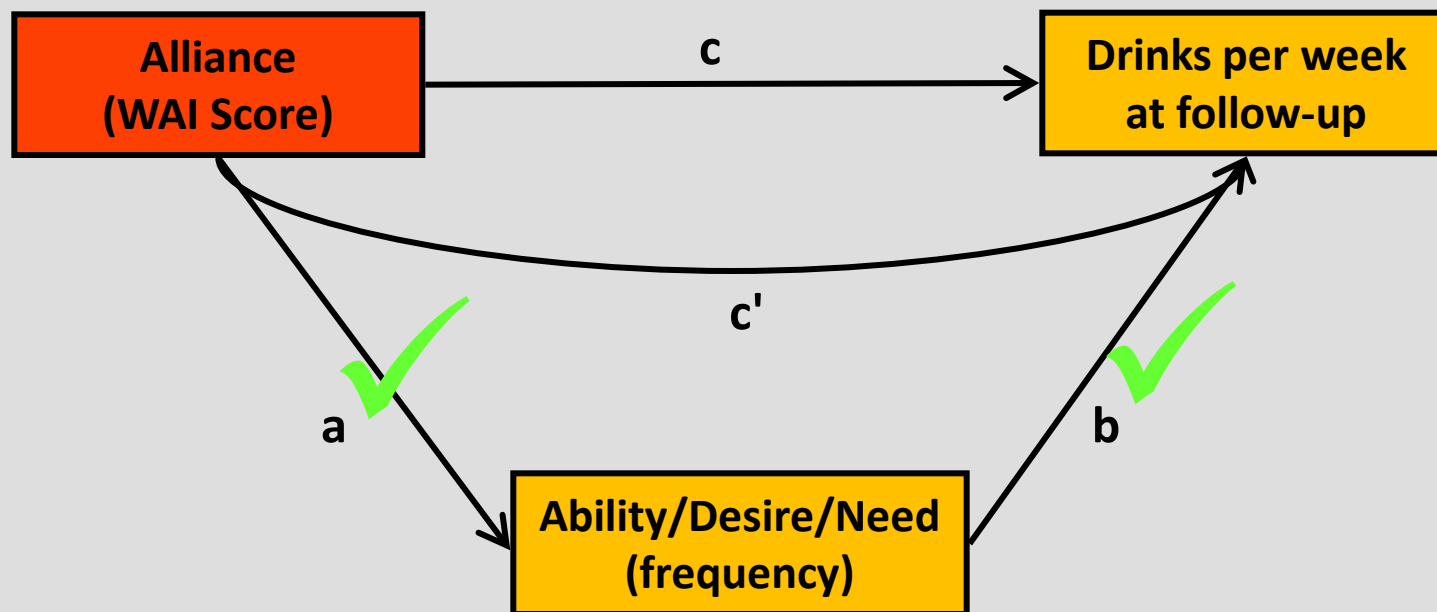 Alliance
(WAI Score)
c
Drinks per week
at follow-up
c'
a
b
Ability/Desire/Need
(frequency)